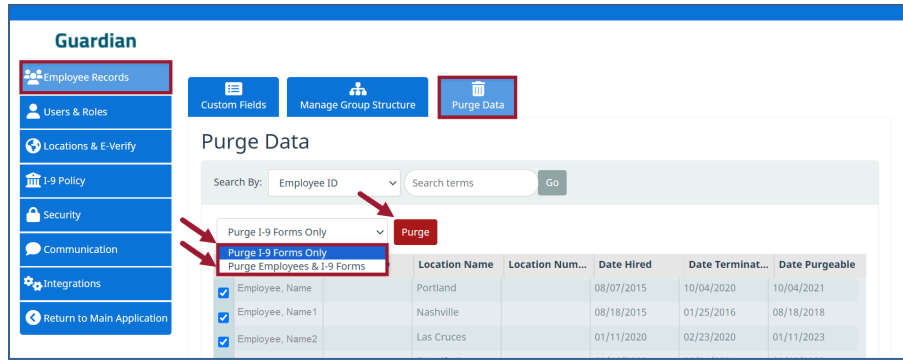 Guardian
Employee Records
Users & Roles
Locations & E-Verify
I-9 Policy
Security
Communication
Integrations
Return to Main Application
Custom Fields Manage Group Structure Purge Data
Purge Data
Search By: Employee ID Search terms Go
Purge I-9 Forms Only Purge
Purge I-9 Forms Only
Purge Employees & I-9 Forms
Location Name Location Num... Date Hired Date Terminat... Date Purgeable
Employee, Name Portland 08/07/2015 10/04/2020 10/04/2021
Employee, Name1 Nashville 08/18/2015 01/25/2016 08/18/2018
Employee, Name2 Las Cruces 01/11/2020 02/23/2020 01/11/2023